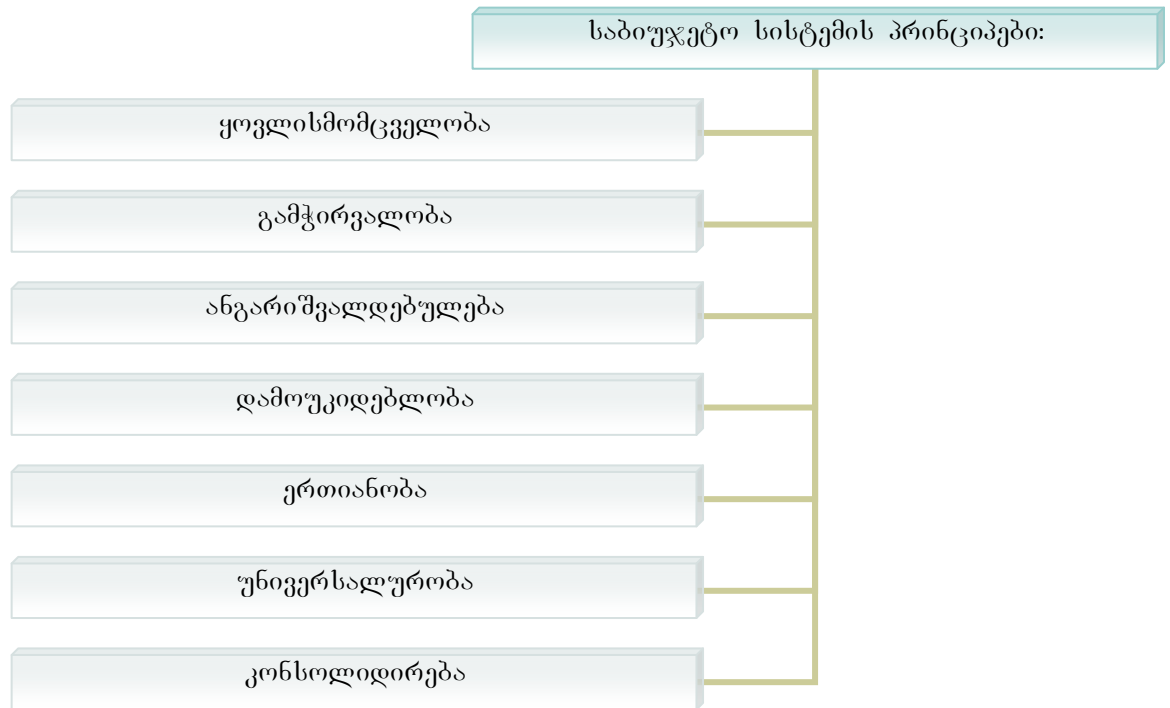 საბიუჯეტო სისტემის პრინციპები:
ყოვლისმომცველობა
გამჭირვალობა
ანგარიშვალდებულება
დამოუკიდებლობა
ერთიანობა
უნივერსალურობა
კონსოლიდირება